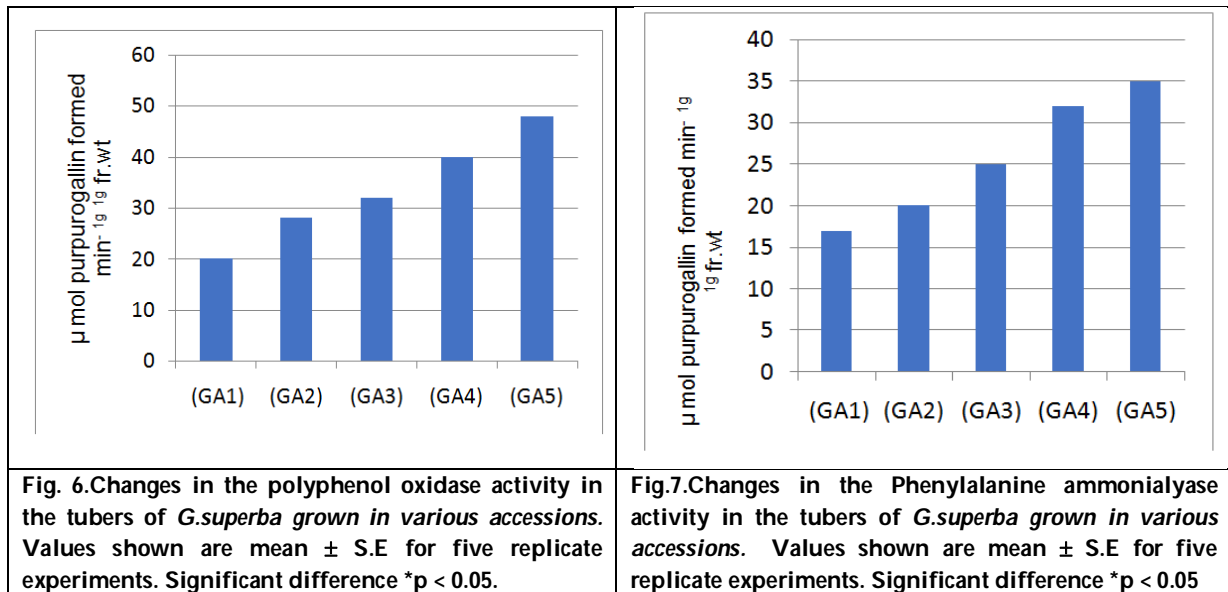 µ mol purpurogallin formed
min- 1g 1g fr.wt
60
50
40
30
20
10
0
(GA1) (GA2) (GA3) (GA4) (GA5)
µ mol purpurogallin formed min- 1g
1g fr.wt
40
35
30
25
20
15
10
5
0
(GA1) (GA2) (GA3) (GA4) (GA5)
Fig. 6.Changes in the polyphenol oxidase activity in
the tubers of G.superba grown in various accessions.
Values shown are mean ± S.E for five replicate
experiments. Significant difference *p < 0.05.
Fig.7.Changes in the Phenylalanine ammonialyase
activity in the tubers of G.superba grown in various
accessions. Values shown are mean ± S.E for five
replicate experiments. Significant difference *p < 0.05